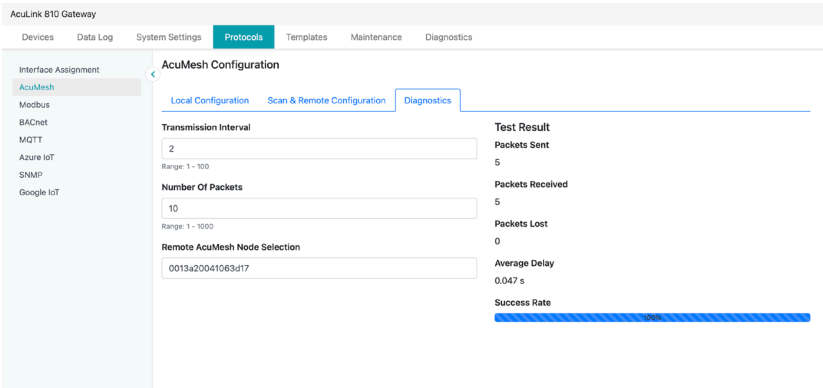 AcuLink 810 Gateway
Devices Data Log System Settings Protocols Templates Maintenance Diagnostics
Interface Assignment
AcuMesh
Modbus
BACnet
MQTT
Azure IoT
SNMP
Google IoT
AcuMesh Configuration
Local Configuration Scan & Remote Configuration Diagnostics
Transmission Interval
2
Range: 1 - 100
Number Of Packets
10
Range: 1 - 1000
Remote AcuMesh Node Selection
0013a20041063d17
Test Result
Packets Sent
5
Packets Received
5
Packets Lost
0
Average Delay
0.047 s
Success Rate
100%